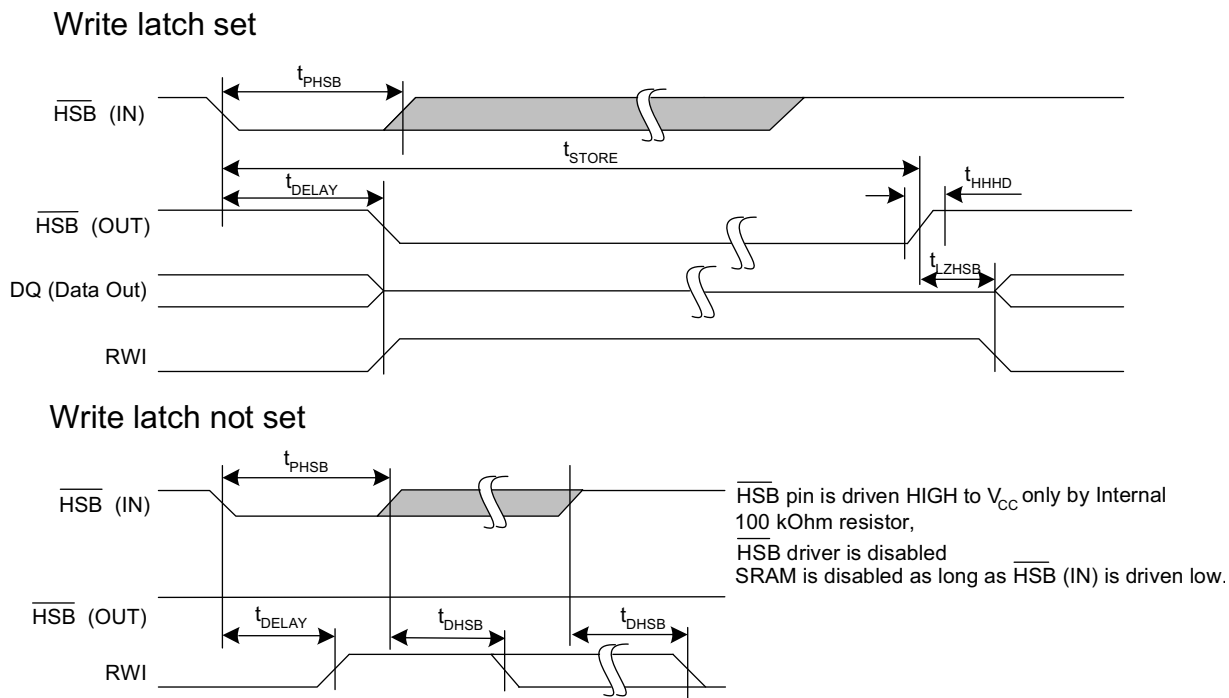 Write latch set
tPHSB
HSB (IN)
tSTORE
tDELAY
tHHHD
HSB (OUT)
tLZHSB
DQ (Data Out)
RWI
Write latch not set
tPHSB
HSB (IN)
HSB pin is driven HIGH to VCC only by Internal
100 kOhm resistor,
HSB driver is disabled
SRAM is disabled as long as HSB (IN) is driven low.
HSB (OUT)
tDELAY
tDHSB
tDHSB
RWI